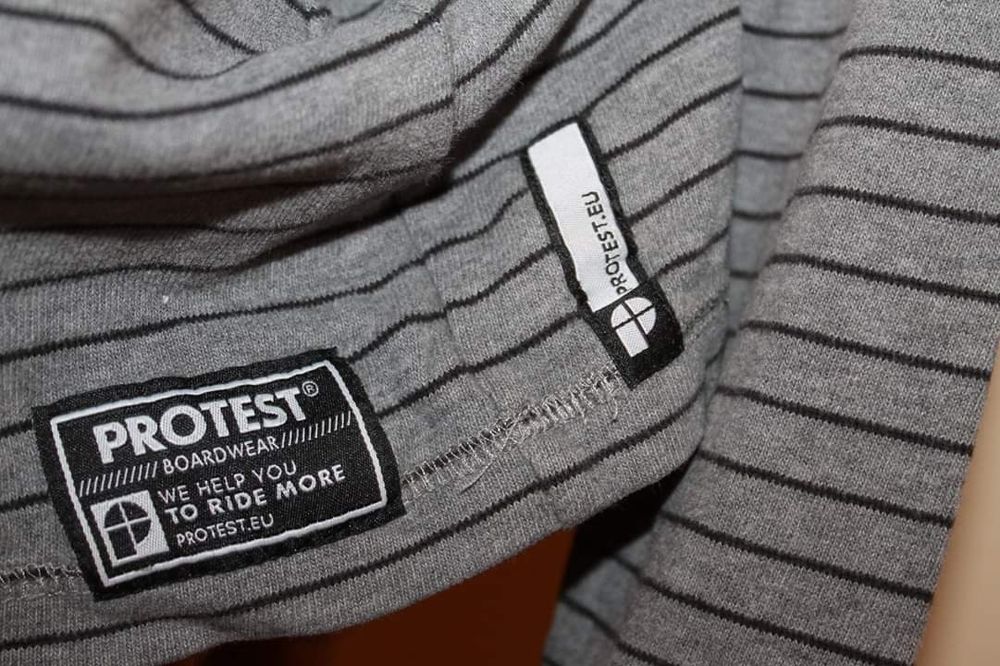 PROTEST®
//////////BOARDWEAR//////////
WE HELP YOU
TO RIDE MORE
PROTEST.EU
PROTEST.EU